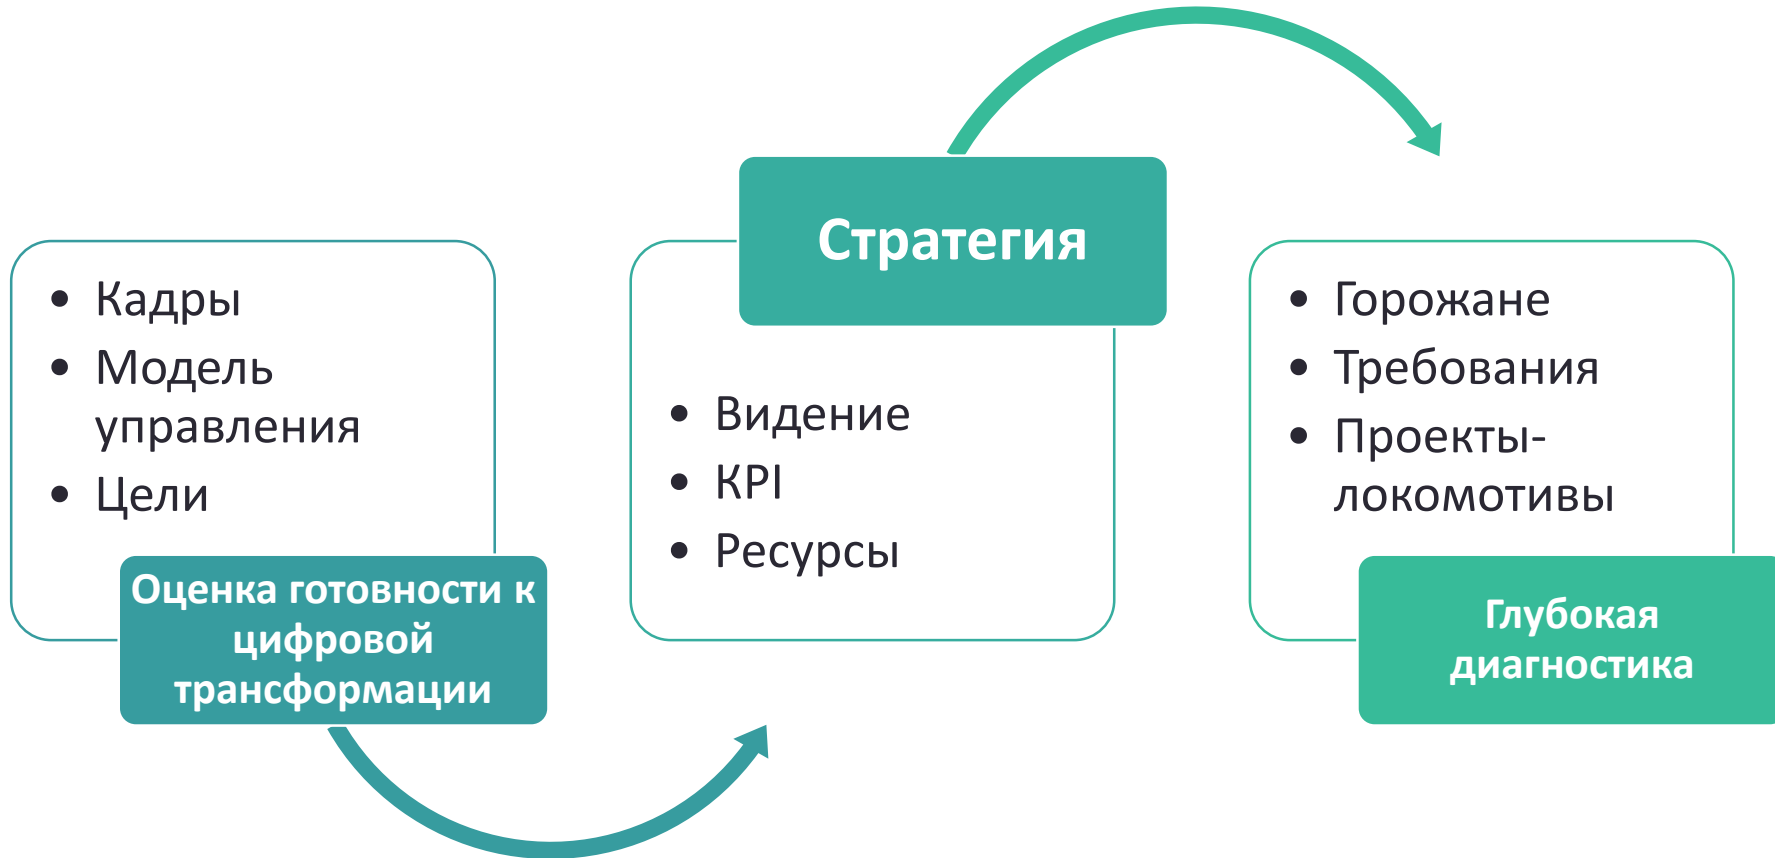 • Кадры
• Модель
управления
• Цели
Оценка готовности к
цифровой
трансформации
Стратегия
• Видение
• KPI
• Ресурсы
• Горожане
• Требования
• Проекты-
локомотивы
Глубокая
диагностика